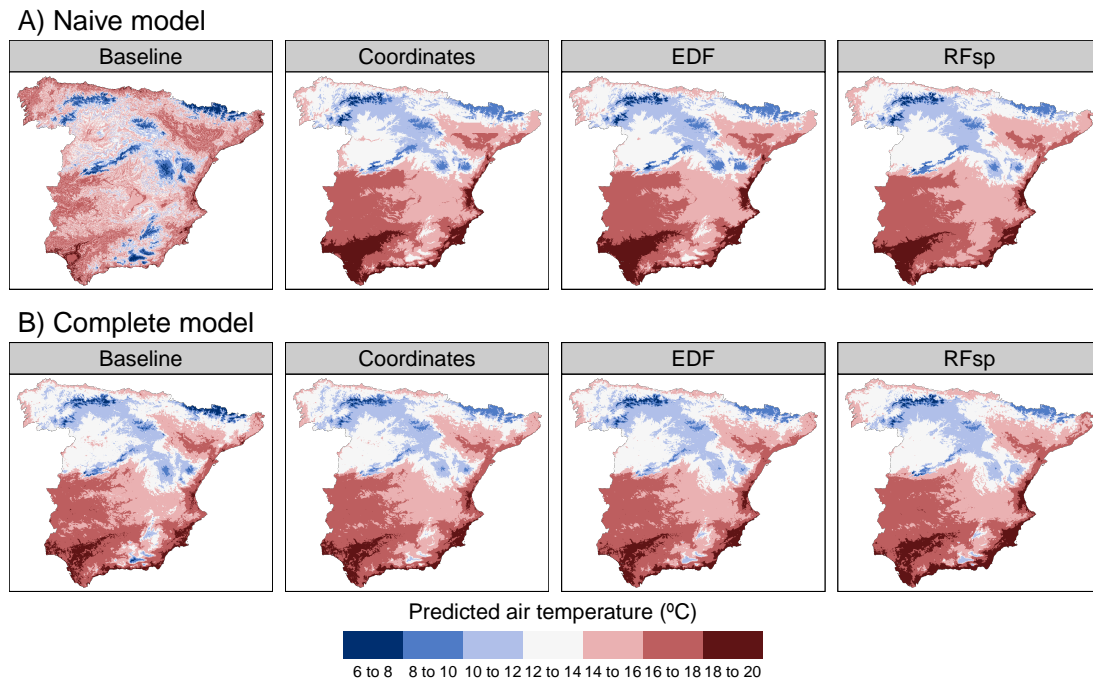 A) Naive model
Baseline Coordinates EDF RFsp
B) Complete model
Baseline Coordinates EDF RFsp
Predicted air temperature (ºC)
6 to 8 8 to 10 10 to 12 12 to 14 14 to 16 16 to 18 18 to 20